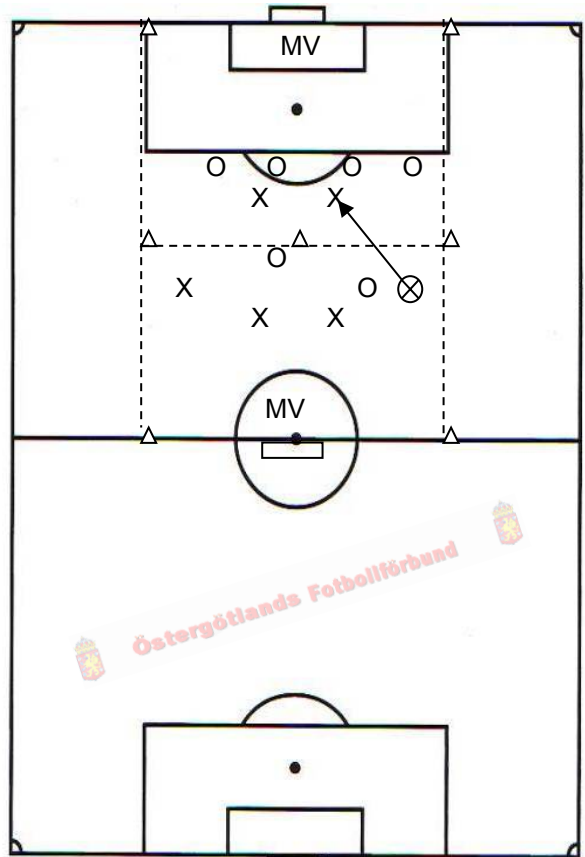 MV
O O O O
X X
O
X O X
X X
MV
Östergötlands Fotbollförbund